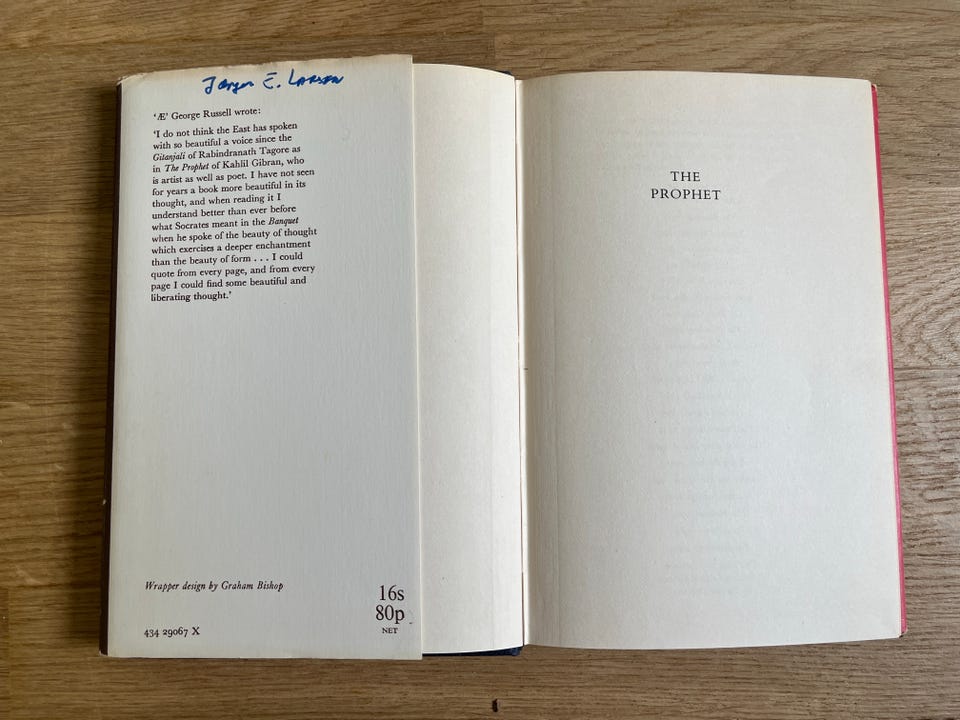 Jørgen E. Larsen
'Æ' George Russell wrote:
'I do not think the East has spoken
with so beautiful a voice since the
Gitanjali of Rabindranath Tagore as
in The Prophet of Kahlil Gibran, who
is artist as well as poet. I have not seen
for years a book more beautiful in its
thought, and when reading it I
understand better than ever before
what Socrates meant in the Banquet
when he spoke of the beauty of thought
which exercises a deeper enchantment
than the beauty of form . . . I could
quote from every page, and from every
page I could find some beautiful and
liberating thought.'
Wrapper design by Graham Bishop
16s
80p
NET
434 29067 X
THE
PROPHET